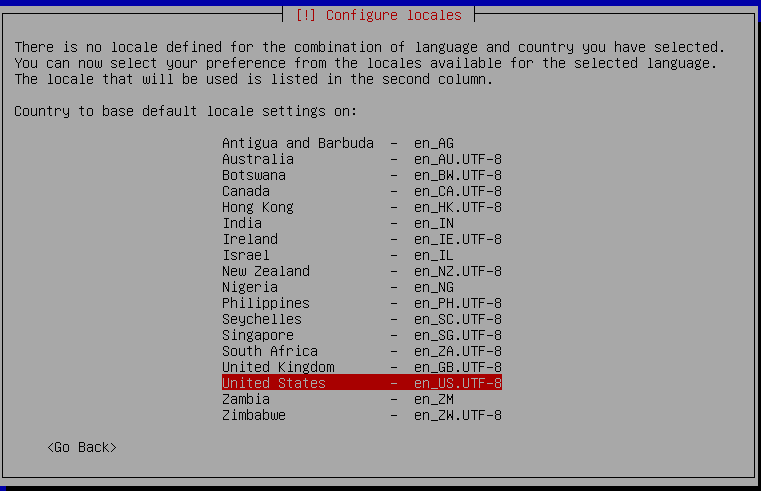 [!] Configure locales
There is no locale defined for the combination of language and country you have selected.
You can now select your preference from the locales available for the selected language.
The locale that will be used is listed in the second column.
Country to base default locale settings on:
Antigua and Barbuda - en_AG
Australia - en_AU.UTF-8
Botswana - en_BW.UTF-8
Canada - en_CA.UTF-8
Hong Kong - en_HK.UTF-8
India - en_IN
Ireland - en_IE.UTF-8
Israel - en_IL
New Zealand - en_NZ.UTF-8
Nigeria - en_NG
Philippines - en_PH.UTF-8
Seychelles - en_SC.UTF-8
Singapore - en_SG.UTF-8
South Africa - en_ZA.UTF-8
United Kingdom - en_GB.UTF-8
United States - en_US.UTF-8
Zambia - en_ZM
Zimbabwe - en_ZW.UTF-8
<Go Back>